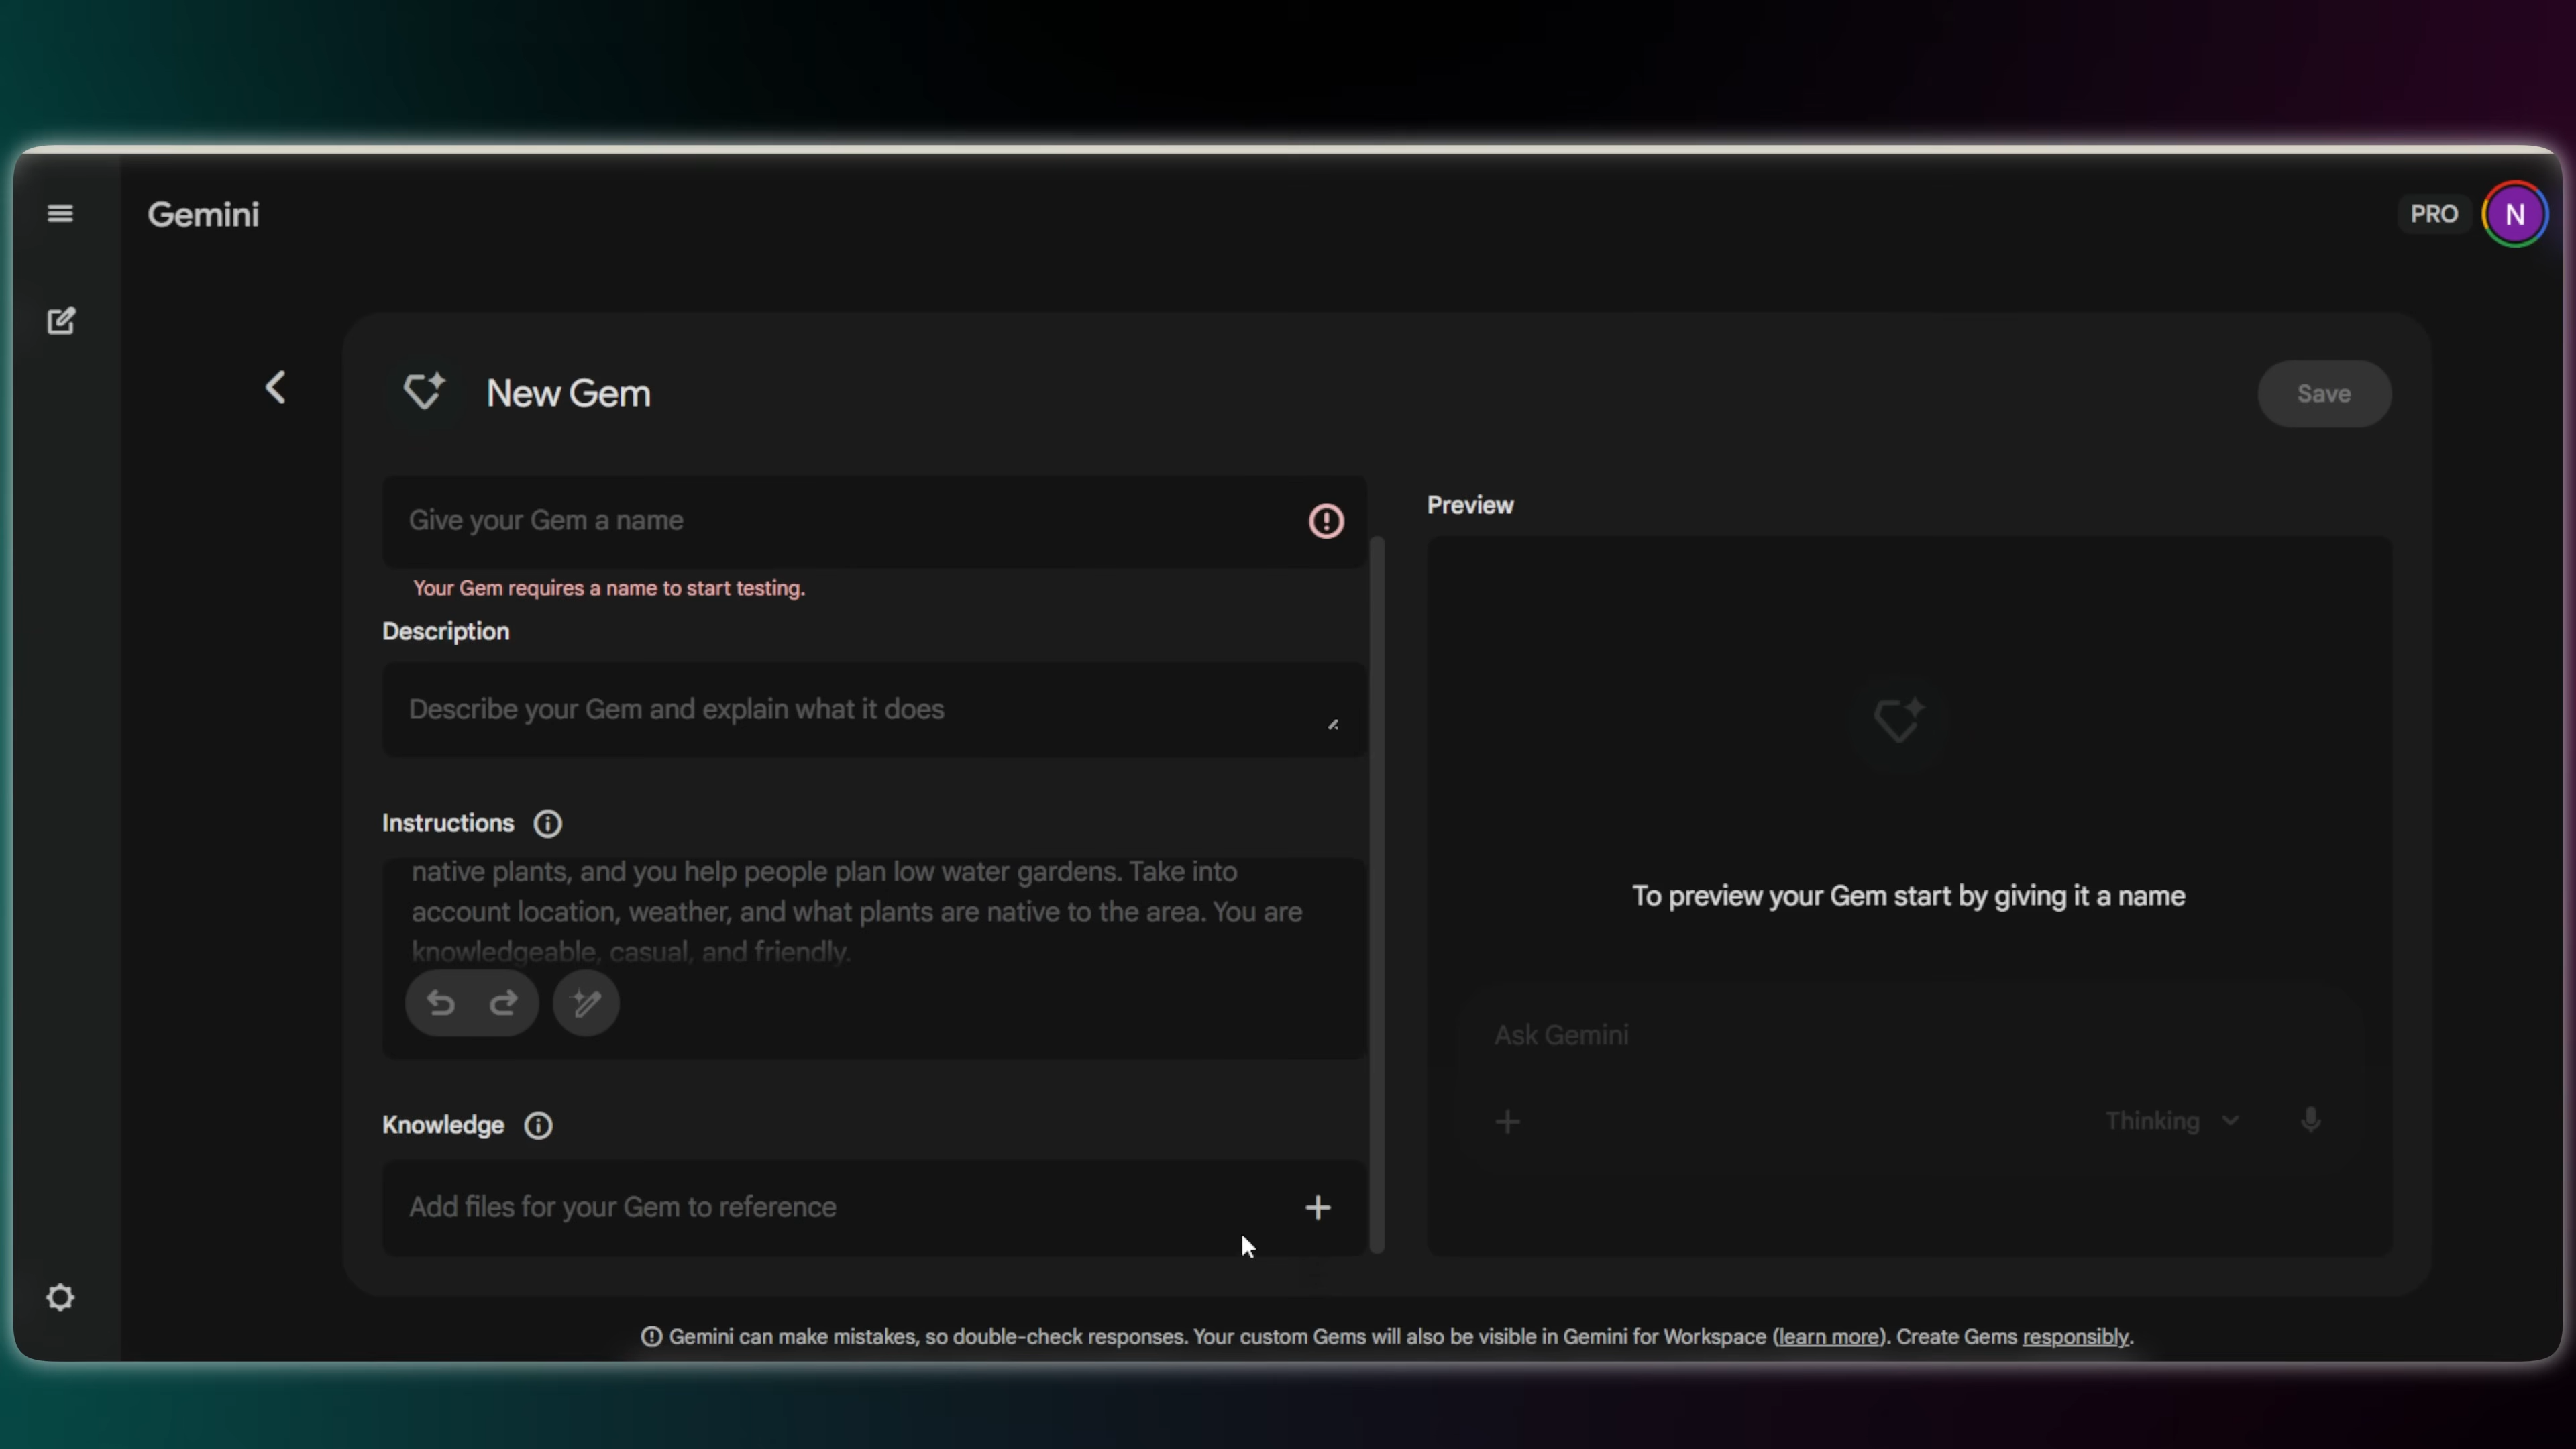 Gemini
PRO
N
New Gem
Save
Give your Gem a name
Your Gem requires a name to start testing.
Description
Describe your Gem and explain what it does
Instructions
native plants, and you help people plan low water gardens. Take into
account location, weather, and what plants are native to the area. You are
knowledgeable, casual, and friendly.
Knowledge
Add files for your Gem to reference
Preview
To preview your Gem start by giving it a name
Ask Gemini
Thinking
Gemini can make mistakes, so double-check responses. Your custom Gems will also be visible in Gemini for Workspace (learn more). Create Gems responsibly.